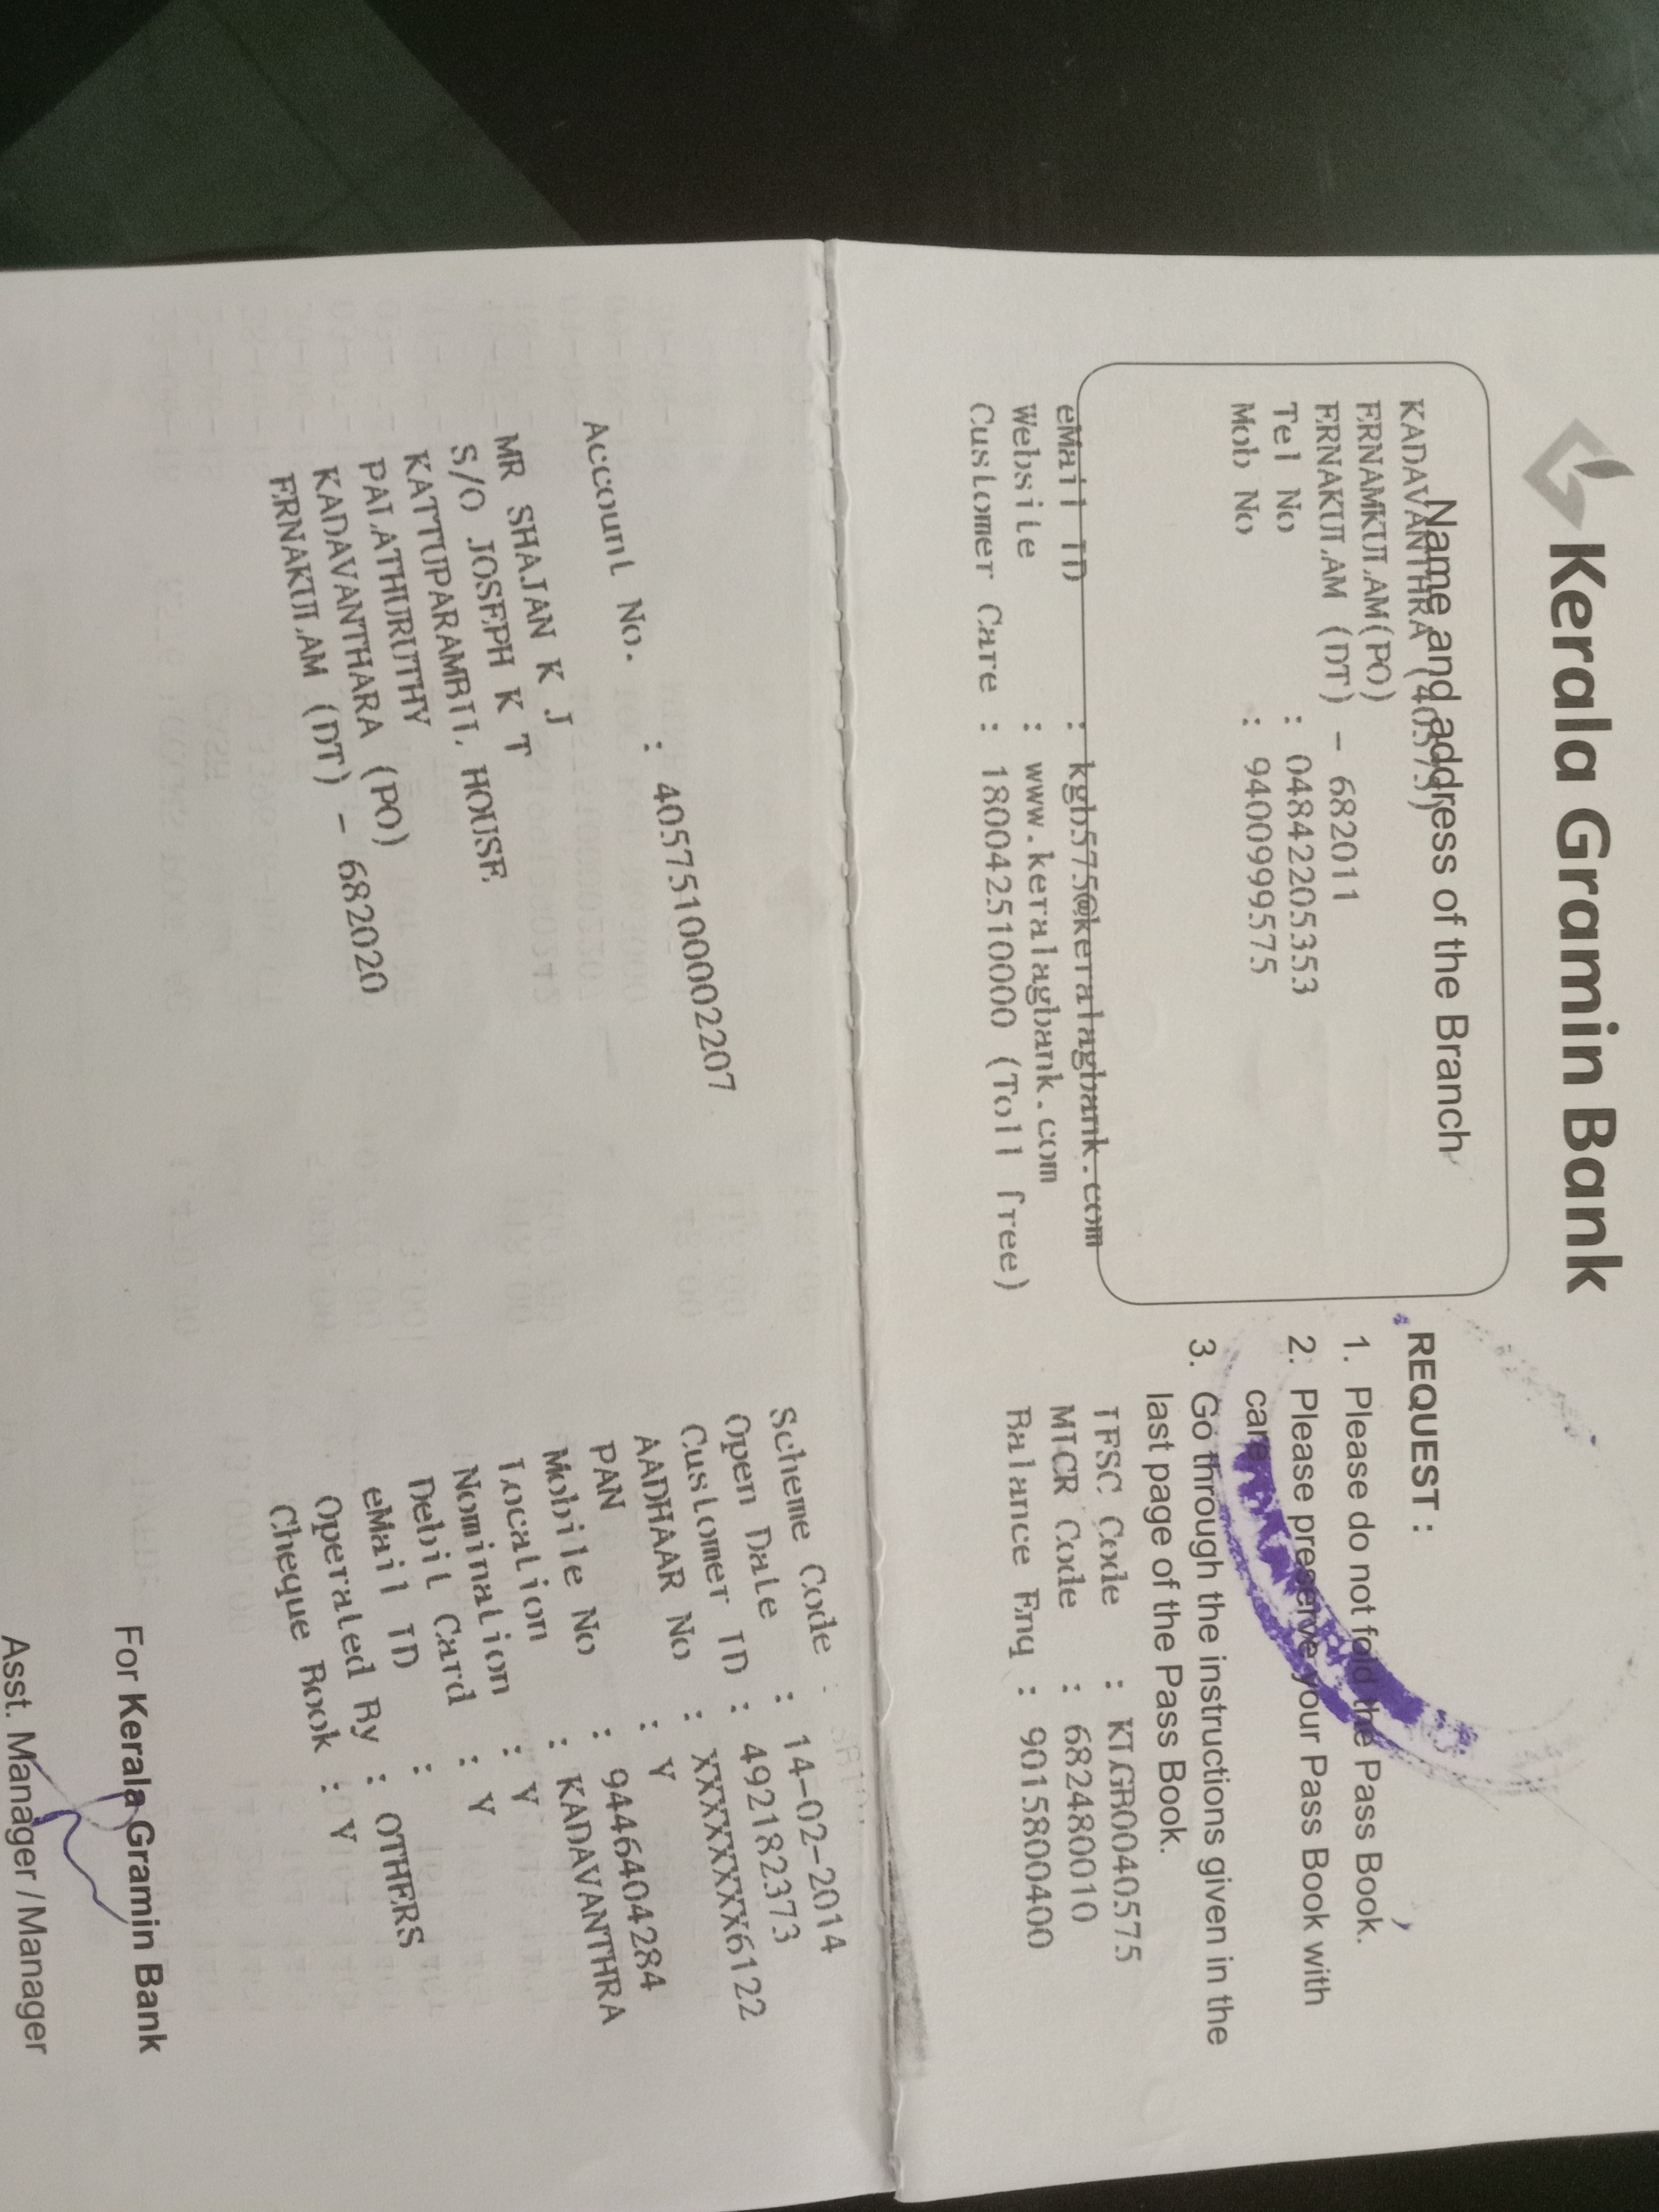 Kerala Gramin Bank
Name and address of the Branch
KADAVANTHRA (40575)
ERNAMKULAM(PO)
ERNAKULAM (DT) - 682011
Tel No : 04842205353
Mob No : 9400999575
eMail ID : kgb575@keralagbank.com
Website : www.keralagbank.com
Customer Care : 180042510000 (Toll free)
REQUEST :
1. Please do not fold the Pass Book.
2. Please preserve your Pass Book with
care.
3. Go through the instructions given in the
last page of the Pass Book.
IFSC Code : KLGB0040575
MICR Code : 682480010
Balance Enq : 9015800400
Account No. : 40575100002207
MR SHAJAN K J
S/O JOSEPH K T
KATTUPARAMBIL HOUSE
PALATHURUTHY
KADAVANTHARA (PO)
ERNAKULAM (DT) - 682020
Scheme Code :
Open Date : 14-02-2014
Customer ID : 492182373
AADHAAR No : XXXXXXXX6122
PAN : Y
Mobile No : 9446404284
Location : KADAVANTHRA
Nomination : Y
Debit Card : Y
eMail ID :
Operated By : OTHERS
Cheque Book : Y
For Kerala Gramin Bank
Asst. Manager / Manager